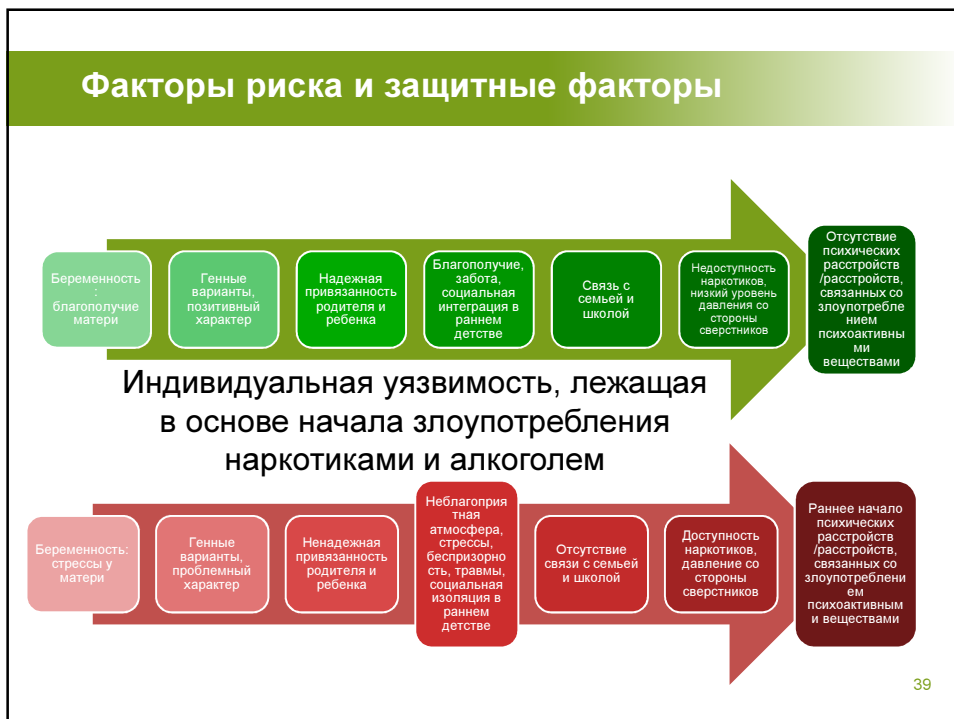 Факторы риска и защитные факторы
Беременность
:
благополучие
матери
Генные
варианты,
позитивный
характер
Надежная
привязанность
родителя и
ребенка
Благополучие,
забота,
социальная
интеграция в
раннем
детстве
Связь с
семьей и
школой
Недоступность
наркотиков,
низкий уровень
давления со
стороны
сверстников
Отсутствие
психических
расстройств
/расстройств,
связанных со
злоупотребле
нием
психоактивны
ми
веществами
Индивидуальная уязвимость, лежащая
в основе начала злоупотребления
наркотиками и алкоголем
Беременность:
стрессы у
матери
Генные
варианты,
проблемный
характер
Ненадежная
привязанность
родителя и
ребенка
Неблагоприя
тная
атмосфера,
стрессы,
беспризорно
сть, травмы,
социальная
изоляция в
раннем
детстве
Отсутствие
связи с семьей
и школой
Доступность
наркотиков,
давление со
стороны
сверстников
Раннее начало
психических
расстройств
/расстройств,
связанных со
злоупотреблени
ем
психоактивным
и веществами
39